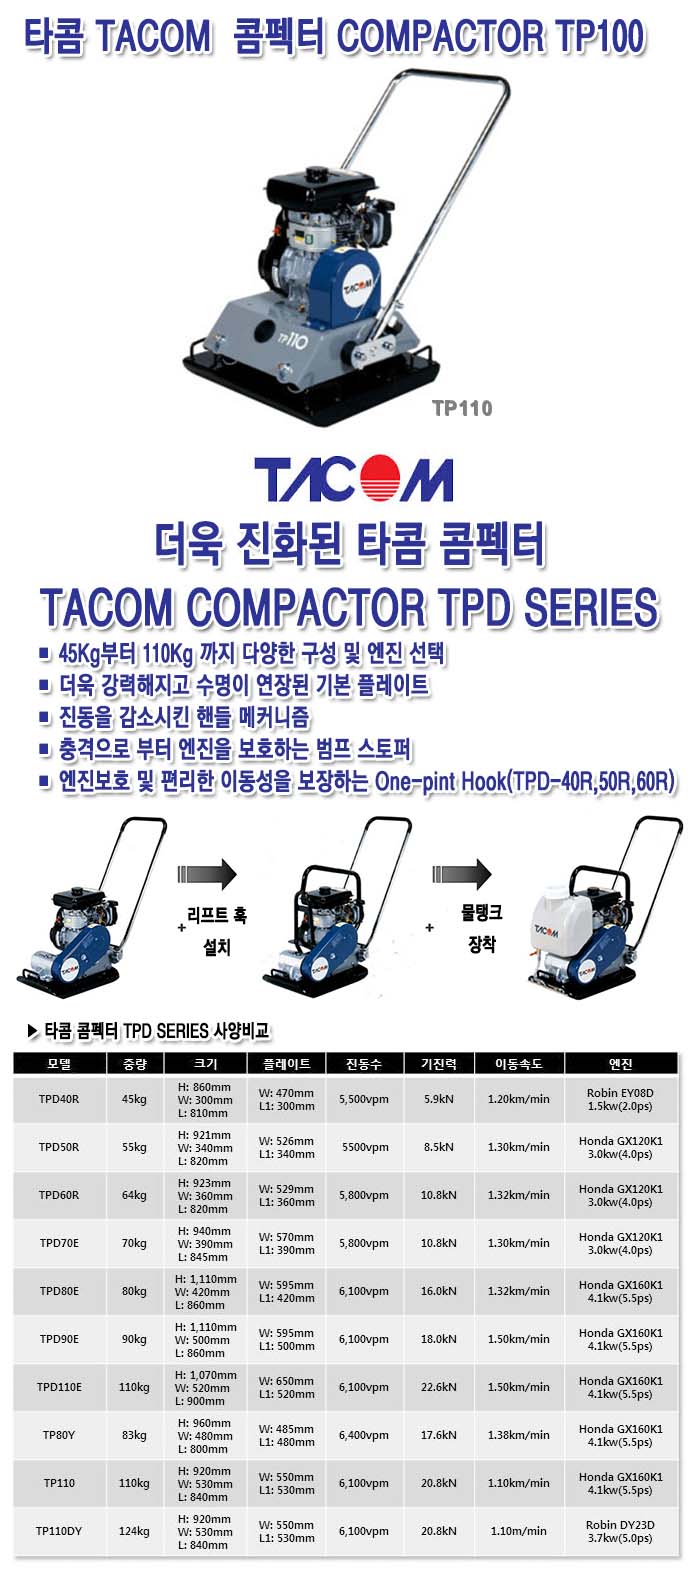 타콤 TACOM 콤펙터 COMPACTOR TP100
TACOM
TP110
TP110
TACOM
더욱 진화된 타콤 콤펙터
TACOM COMPACTOR TPD SERIES
■ 45Kg부터 110Kg 까지 다양한 구성 및 엔진 선택
■ 더욱 강력해지고 수명이 연장된 기본 플레이트
■ 진동을 감소시킨 핸들 메커니즘
■ 충격으로 부터 엔진을 보호하는 범프 스토퍼
■ 엔진보호 및 편리한 이동성을 보장하는 One-pint Hook(TPD-40R,50R,60R)
TACOM
+ 리프트 훅
설치
TACOM
+ 물탱크
장착
TACOM
TACOM
▶ 타콤 콤펙터 TPD SERIES 사양비교
모델 중량 크기 플레이트 진동수 기진력 이동속도 엔진
TPD40R 45kg H: 860mm W: 300mm L: 810mm W: 470mm L1: 300mm 5,500vpm 5.9kN 1.20km/min Robin EY08D 1.5kw(2.0ps)
TPD50R 55kg H: 921mm W: 340mm L: 820mm W: 526mm L1: 340mm 5500vpm 8.5kN 1.30km/min Honda GX120K1 3.0kw(4.0ps)
TPD60R 64kg H: 923mm W: 360mm L: 820mm W: 529mm L1: 360mm 5,800vpm 10.8kN 1.32km/min Honda GX120K1 3.0kw(4.0ps)
TPD70E 70kg H: 940mm W: 390mm L: 845mm W: 570mm L1: 390mm 5,800vpm 10.8kN 1.30km/min Honda GX120K1 3.0kw(4.0ps)
TPD80E 80kg H: 1,110mm W: 420mm L: 860mm W: 595mm L1: 420mm 6,100vpm 16.0kN 1.32km/min Honda GX160K1 4.1kw(5.5ps)
TPD90E 90kg H: 1,110mm W: 500mm L: 860mm W: 595mm L1: 500mm 6,100vpm 18.0kN 1.50km/min Honda GX160K1 4.1kw(5.5ps)
TPD110E 110kg H: 1,070mm W: 520mm L: 900mm W: 650mm L1: 520mm 6,100vpm 22.6kN 1.50km/min Honda GX160K1 4.1kw(5.5ps)
TP80Y 83kg H: 960mm W: 480mm L: 800mm W: 485mm L1: 480mm 6,400vpm 17.6kN 1.38km/min Honda GX160K1 4.1kw(5.5ps)
TP110 110kg H: 920mm W: 530mm L: 840mm W: 550mm L1: 530mm 6,100vpm 20.8kN 1.10km/min Honda GX160K1 4.1kw(5.5ps)
TP110DY 124kg H: 920mm W: 530mm L: 840mm W: 550mm L1: 530mm 6,100vpm 20.8kN 1.10m/min Robin DY23D 3.7kw(5.0ps)